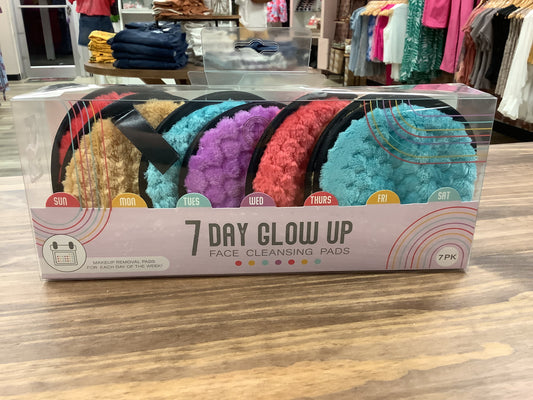 SUN MON TUES WED THURS FRI SAT
7 DAY GLOW UP
FACE CLEANSING PADS
MAKEUP REMOVAL PADS
FOR EACH DAY OF THE WEEK!
7PK